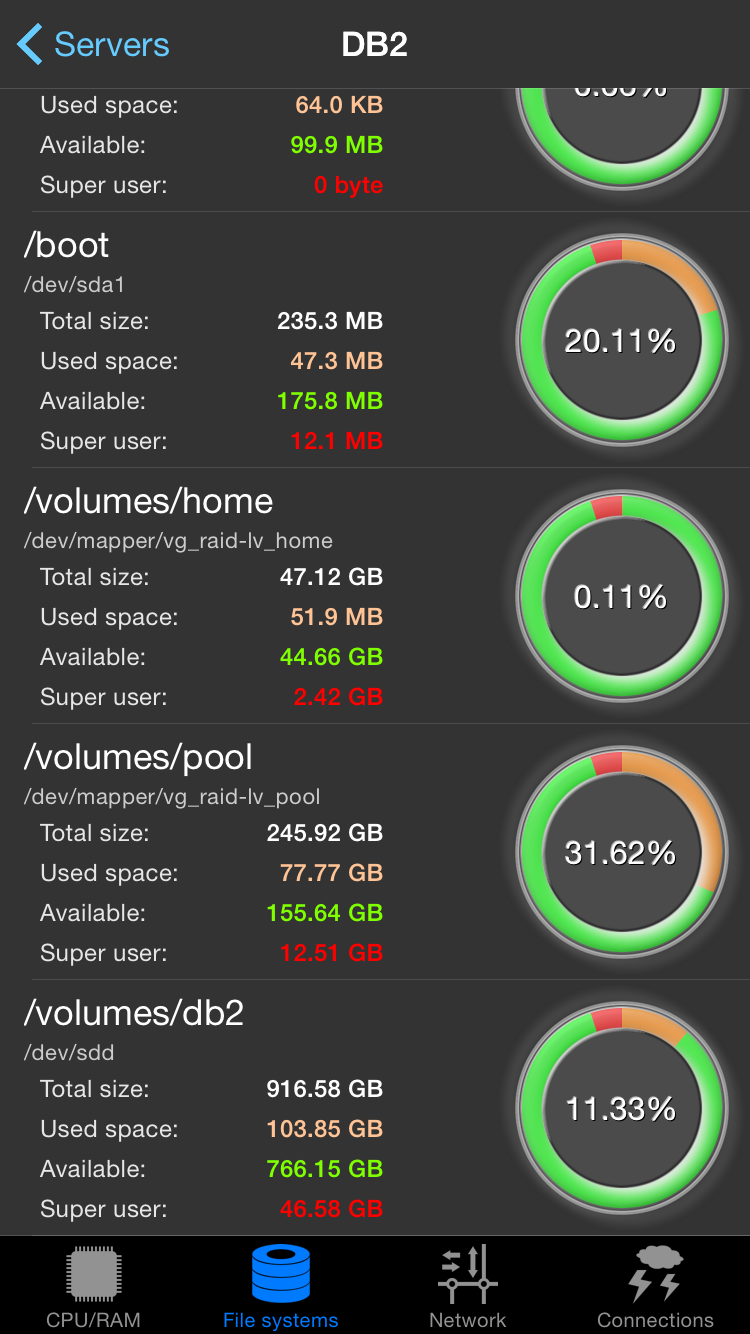 Servers
DB2
Used space: 64.0 KB
Available: 99.9 MB
Super user: 0 byte
/boot
/dev/sda1
Total size: 235.3 MB
Used space: 47.3 MB
Available: 175.8 MB
Super user: 12.1 MB
20.11%
/volumes/home
/dev/mapper/vg_raid-lv_home
Total size: 47.12 GB
Used space: 51.9 MB
Available: 44.66 GB
Super user: 2.42 GB
0.11%
/volumes/pool
/dev/mapper/vg_raid-lv_pool
Total size: 245.92 GB
Used space: 77.77 GB
Available: 155.64 GB
Super user: 12.51 GB
31.62%
/volumes/db2
/dev/sdd
Total size: 916.58 GB
Used space: 103.85 GB
Available: 766.15 GB
Super user: 46.58 GB
11.33%
CPU/RAM
File systems
Network
Connections